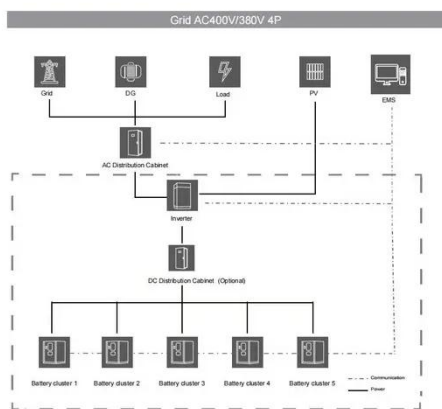 Grid AC400V/380V 4P
Grid
DG
Load
PV
EMS
AC Distribution Cabinet
Inverter
DC Distribution Cabinet (Optional)
Battery cluster 1
Battery cluster 2
Battery cluster 3
Battery cluster 4
Battery cluster 5
Communication
Power